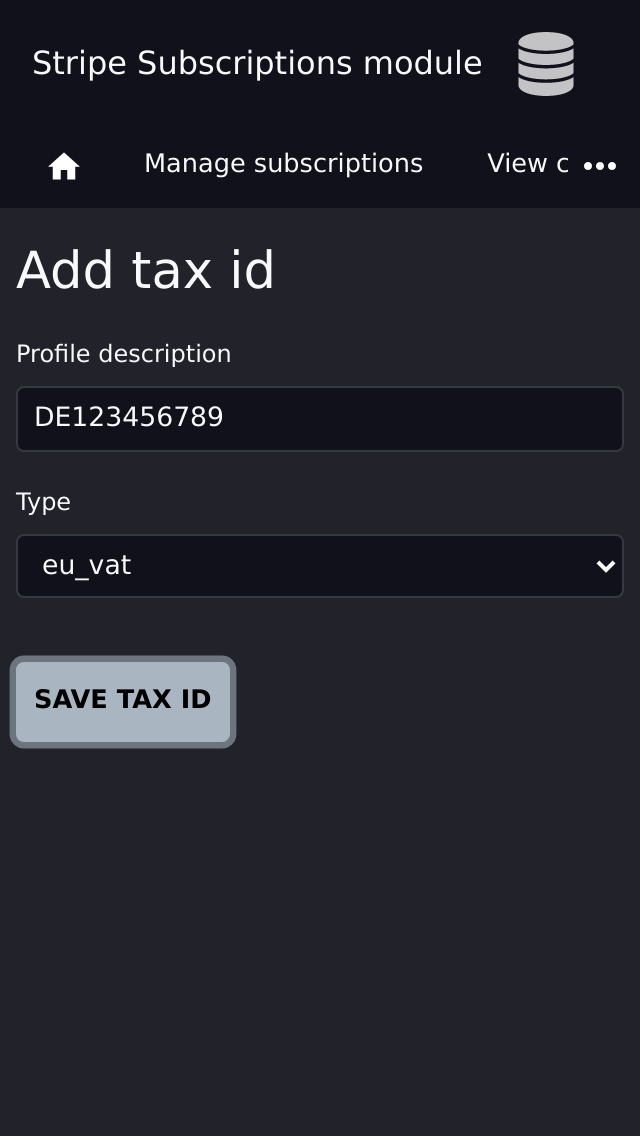 Stripe Subscriptions module
Manage subscriptions View c
Add tax id
Profile description
DE123456789
Type
eu_vat
SAVE TAX ID